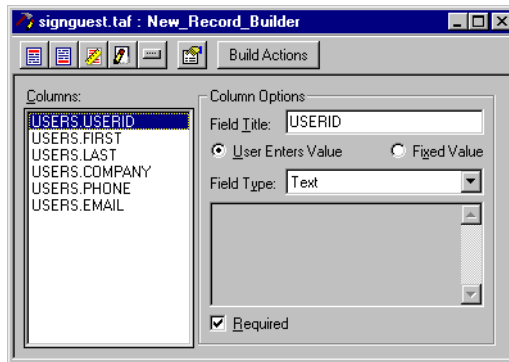 signguest.taf : New_Record_Builder
Build Actions
Columns:
USERS.USERID
USERS.FIRST
USERS.LAST
USERS.COMPANY
USERS.PHONE
USERS.EMAIL
Column Options
Field Title: USERID
User Enters Value Fixed Value
Field Type: Text
Required